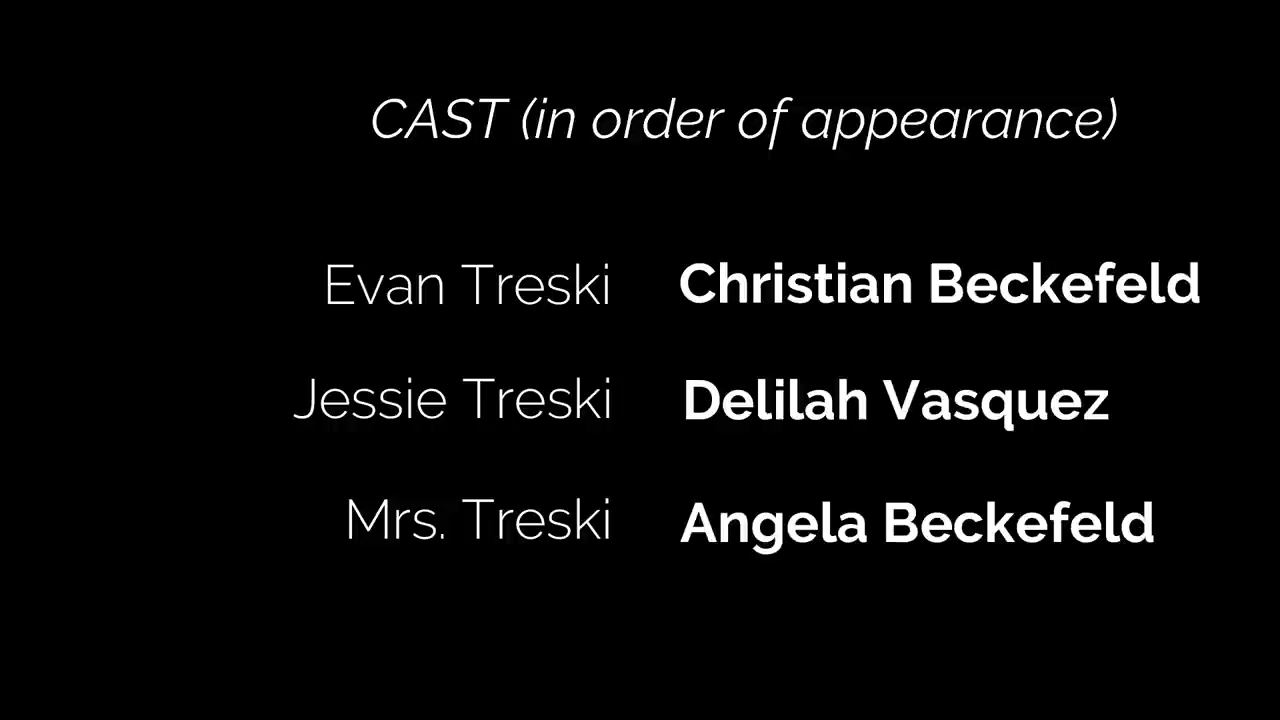 CAST (in order of appearance)
Evan Treski Christian Beckefeld
Jessie Treski Delilah Vasquez
Mrs. Treski Angela Beckefeld